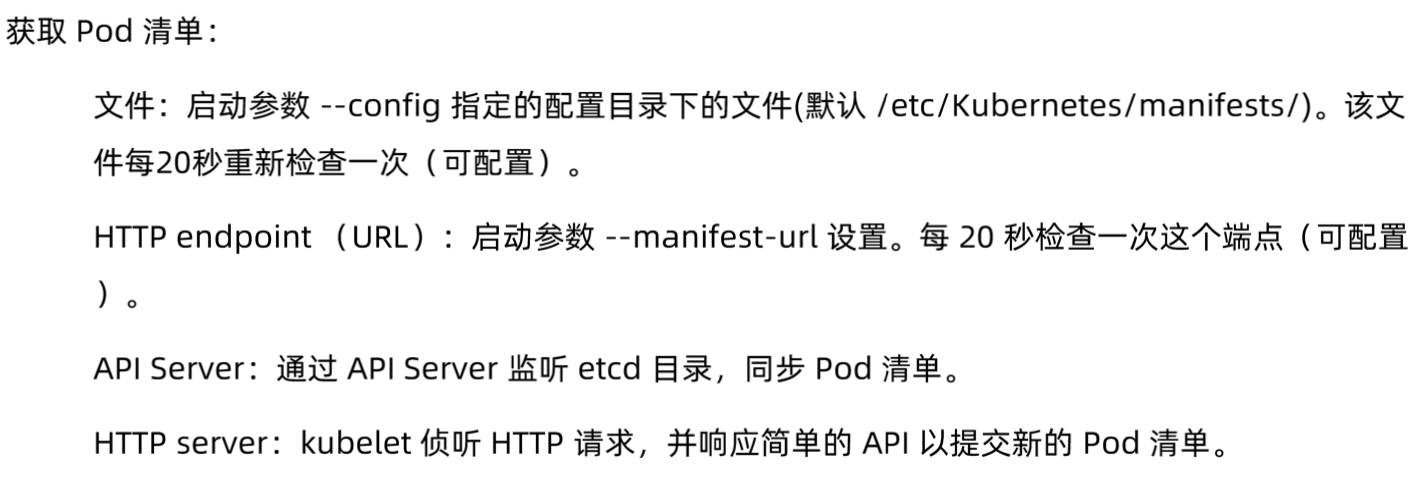 获取 Pod 清单：
文件：启动参数 --config 指定的配置目录下的文件(默认 /etc/Kubernetes/manifests/)。该文
件每20秒重新检查一次（可配置）。
HTTP endpoint （URL）：启动参数 --manifest-url 设置。每 20 秒检查一次这个端点（可配置
）。
API Server：通过 API Server 监听 etcd 目录，同步 Pod 清单。
HTTP server：kubelet 侦听 HTTP 请求，并响应简单的 API 以提交新的 Pod 清单。